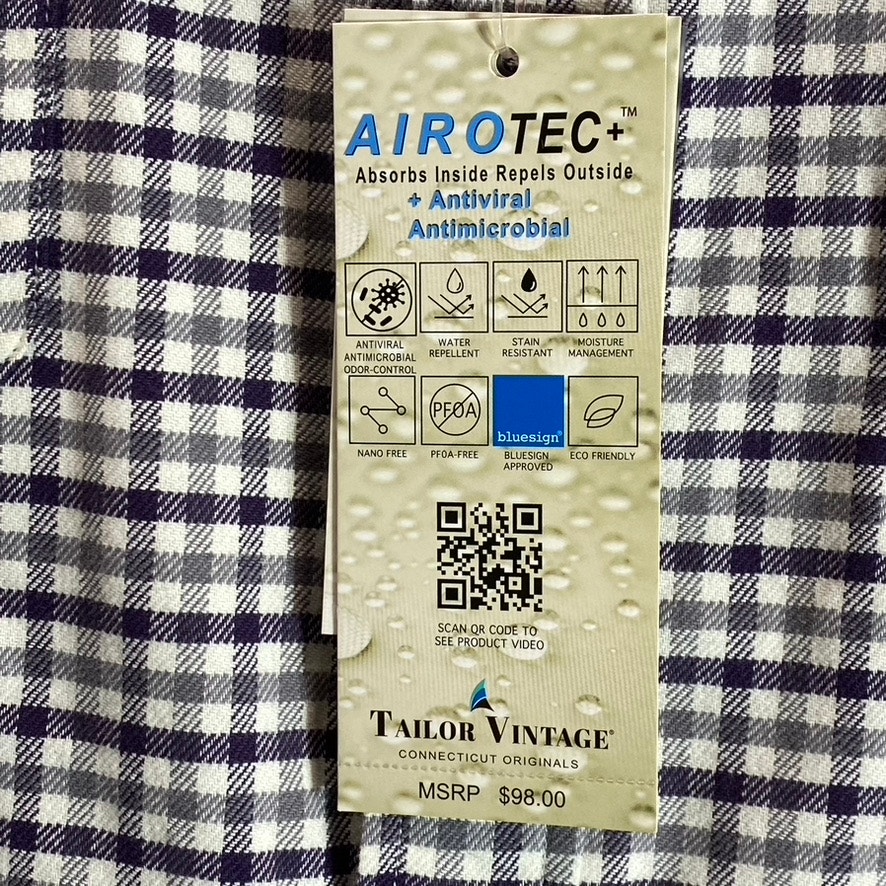 AIROTEC+™
Absorbs Inside Repels Outside
+ Antiviral
Antimicrobial
ANTIVIRAL
ANTIMICROBIAL
ODOR-CONTROL
WATER
REPELLENT
STAIN
RESISTANT
MOISTURE
MANAGEMENT
NANO FREE
PFOA
PFOA-FREE
bluesign®
BLUESIGN
APPROVED
ECO FRIENDLY
SCAN QR CODE TO
SEE PRODUCT VIDEO
TAILOR VINTAGE®
CONNECTICUT ORIGINALS
MSRP $98.00